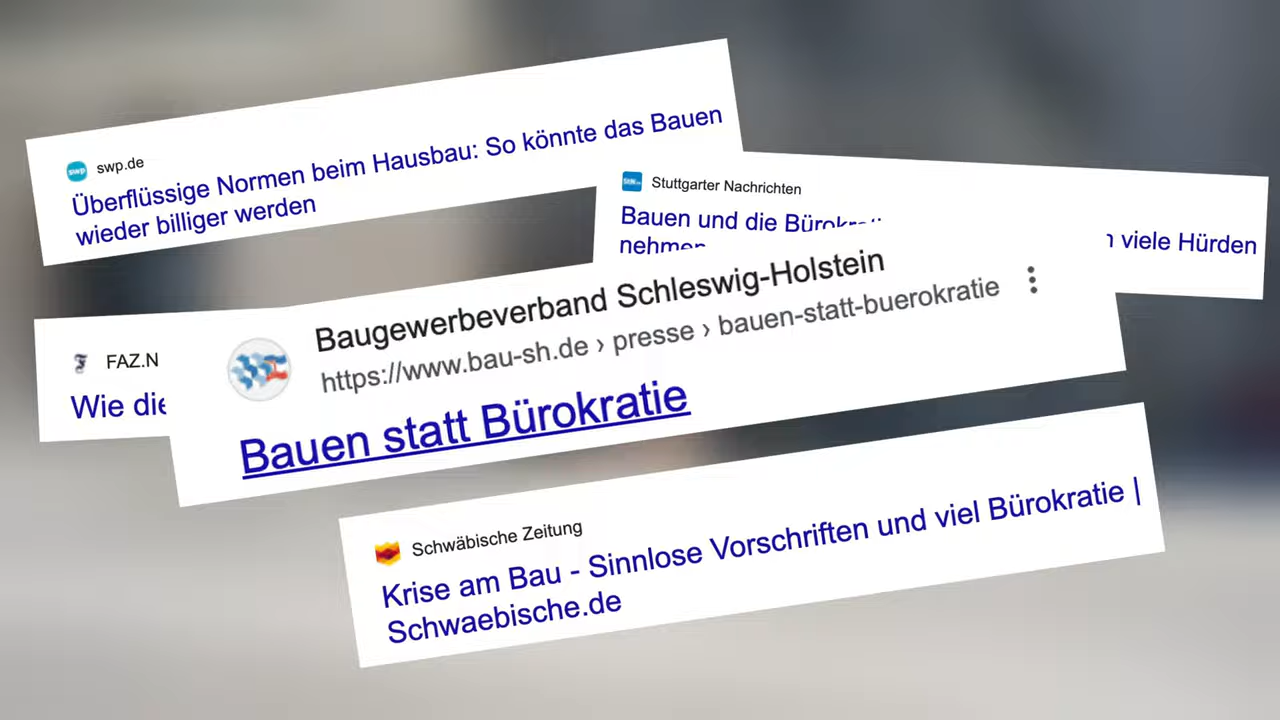 swp.de
Überflüssige Normen beim Hausbau: So könnte das Bauen
wieder billiger werden
Stuttgarter Nachrichten
Bauen und die
viele Hürden
nehmen
FAZ.N
Wie die
Baugewerbeverband Schleswig-Holstein
https://www.bau-sh.de › presse › bauen-statt-buerokratie
Bauen statt Bürokratie
Schwäbische Zeitung
Krise am Bau - Sinnlose Vorschriften und viel Bürokratie |
Schwaebische.de